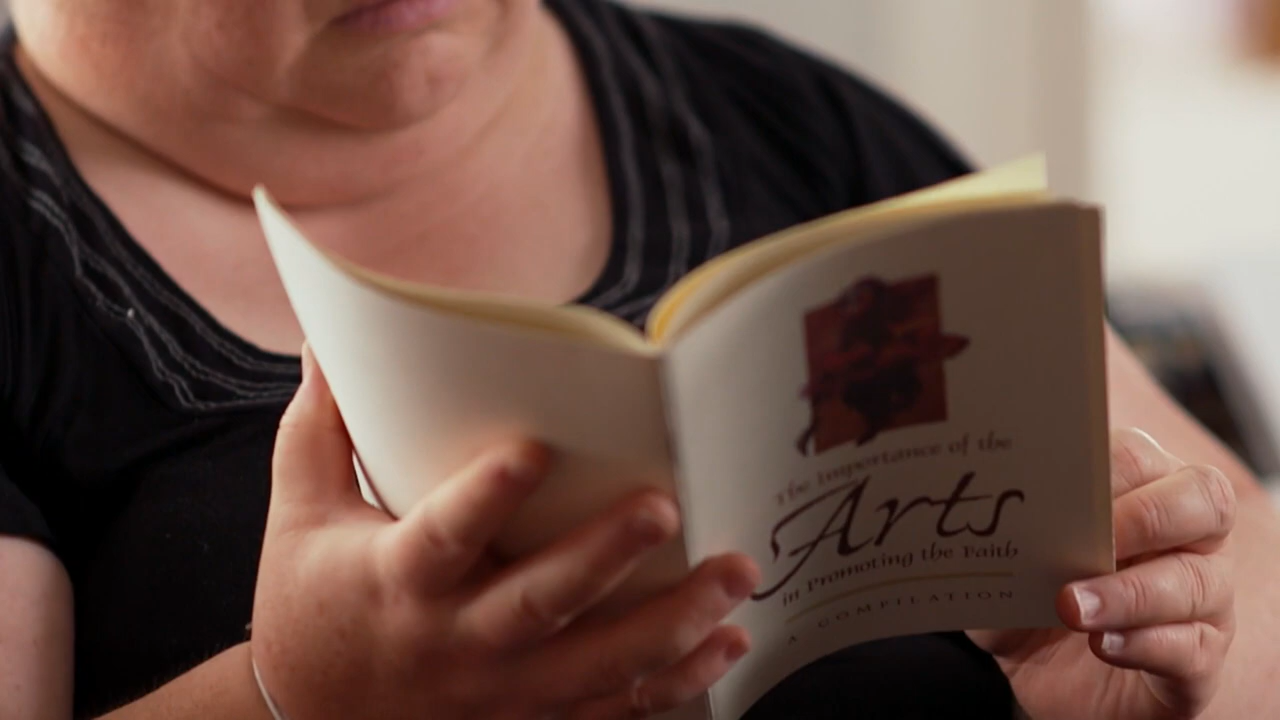 The Importance of the
Arts
in Promoting the Faith
A COMPILATION